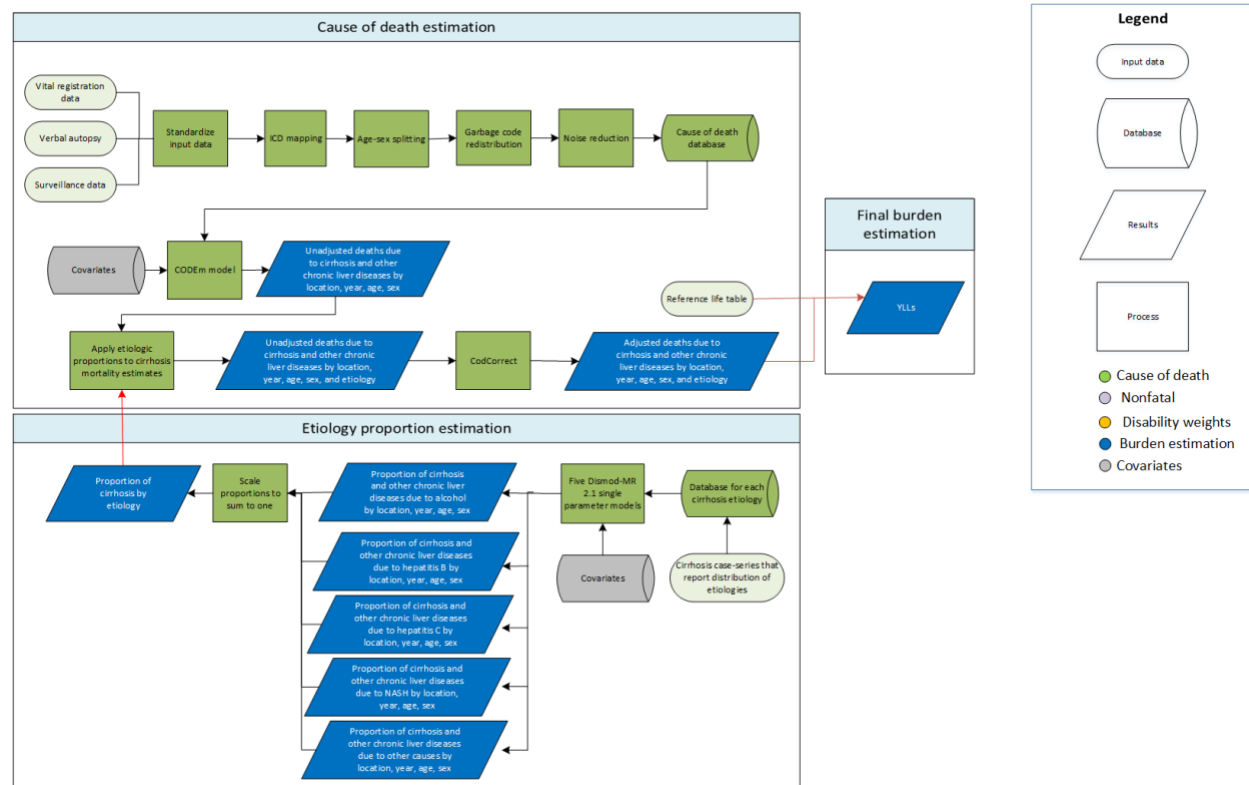 Cause of death estimation
Vital registration
data
Verbal autopsy
Surveillance data
Standardize
input data
ICD mapping
Age-sex splitting
Garbage code
redistribution
Noise reduction
Cause of death
database
Covariates
CODEm model
Unadjusted deaths due
to cirrhosis and other
chronic liver diseases by
location, year, age, sex
Apply etiologic
proportions to cirrhosis
mortality estimates
Unadjusted deaths due to
cirrhosis and other chronic
liver diseases by location,
year, age, sex, and etiology
CodCorrect
Adjusted deaths due to
cirrhosis and other chronic
liver diseases by location,
year, age, sex, and etiology
Reference life table
Final burden
estimation
YLLs
Etiology proportion estimation
Proportion of
cirrhosis by
etiology
Scale
proportions to
sum to one
Proportion of cirrhosis
and other chronic liver
diseases due to alcohol
by location, year, age, sex
Proportion of cirrhosis and
other chronic liver diseases
due to hepatitis B by
location, year, age, sex
Proportion of cirrhosis and
other chronic liver diseases
due to hepatitis C by
location, year, age, sex
Proportion of cirrhosis and
other chronic liver diseases
due to NASH by location,
year, age, sex
Proportion of cirrhosis and
other chronic liver diseases
due to other causes by
location, year, age, sex
Five Dismod-MR
2.1 single
parameter models
Covariates
Database for each
cirrhosis etiology
Cirrhosis case-series that
report distribution of
etiologies
Legend
Input data
Database
Results
Process
Cause of death
Nonfatal
Disability weights
Burden estimation
Covariates